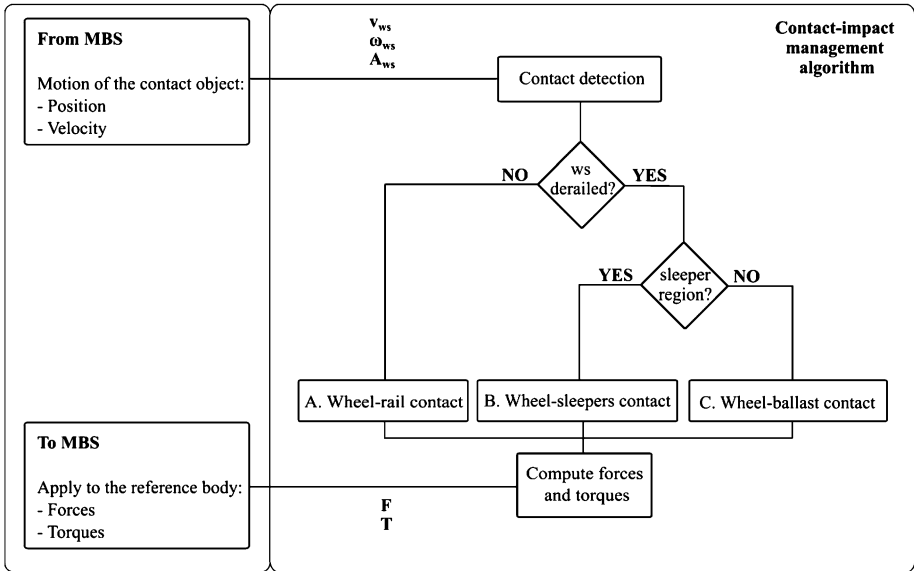 From MBS
Motion of the contact object:
- Position
- Velocity
v_ws
ω_ws
A_ws
Contact-impact
management
algorithm
Contact detection
ws
derailed?
NO
YES
sleeper
region?
YES
NO
A. Wheel-rail contact
B. Wheel-sleepers contact
C. Wheel-ballast contact
To MBS
Apply to the reference body:
- Forces
- Torques
F
T
Compute forces
and torques